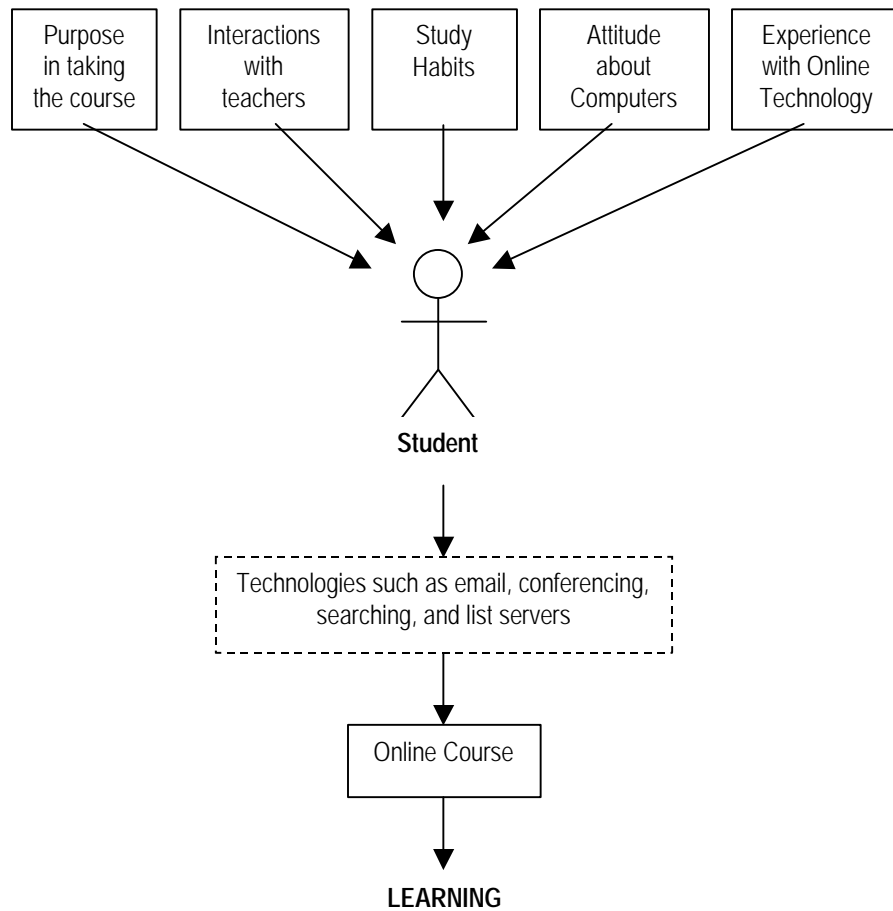 Purpose
in taking
the course
Interactions
with
teachers
Study
Habits
Attitude
about
Computers
Experience
with Online
Technology
Student
Technologies such as email, conferencing,
searching, and list servers
Online Course
LEARNING